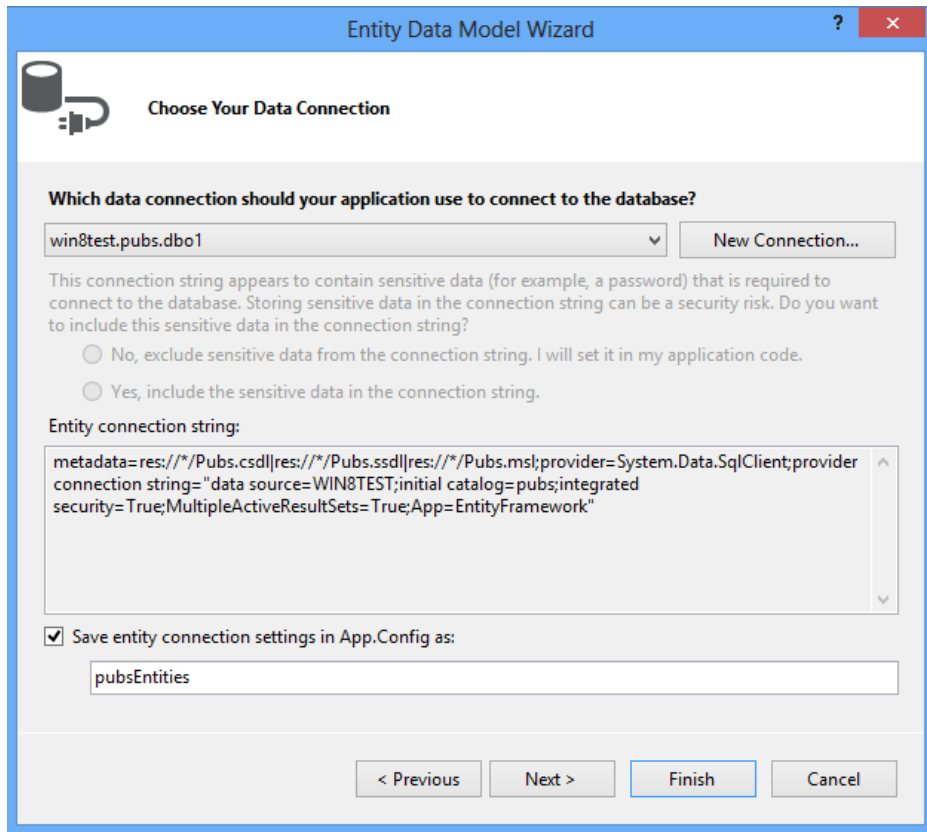 Entity Data Model Wizard
?
Choose Your Data Connection
Which data connection should your application use to connect to the database?
win8test.pubs.dbo1
New Connection...
This connection string appears to contain sensitive data (for example, a password) that is required to
connect to the database. Storing sensitive data in the connection string can be a security risk. Do you want
to include this sensitive data in the connection string?
No, exclude sensitive data from the connection string. I will set it in my application code.
Yes, include the sensitive data in the connection string.
Entity connection string:
metadata=res://*/Pubs.csdl|res://*/Pubs.ssdl|res://*/Pubs.msl;provider=System.Data.SqlClient;provider
connection string="data source=WIN8TEST;initial catalog=pubs;integrated
security=True;MultipleActiveResultSets=True;App=EntityFramework"
Save entity connection settings in App.Config as:
pubsEntities
< Previous
Next >
Finish
Cancel